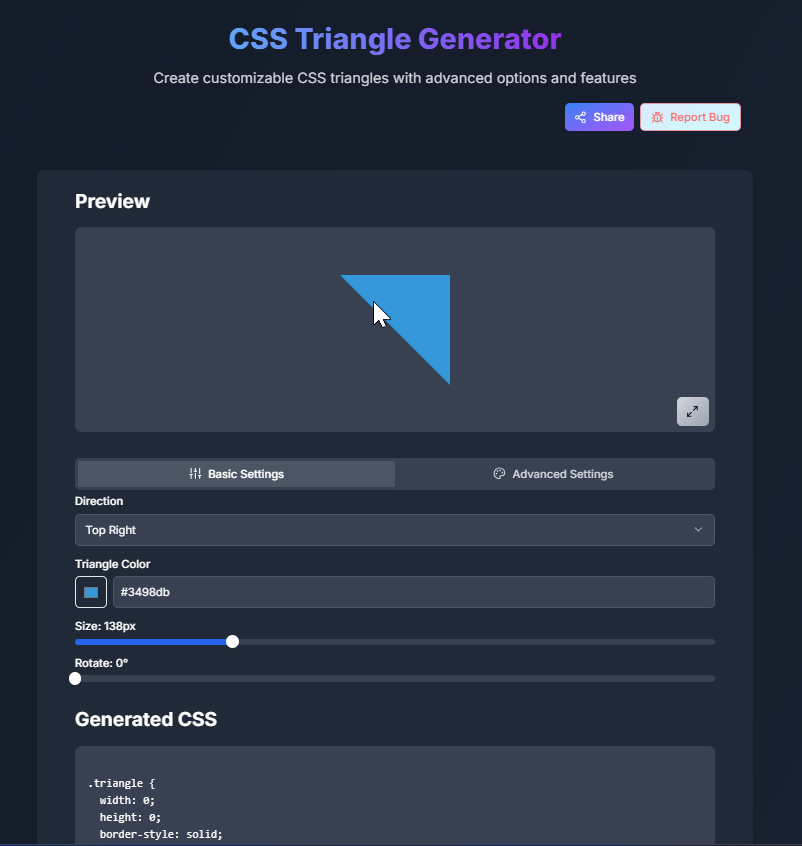 CSS Triangle Generator
Create customizable CSS triangles with advanced options and features
Share
Report Bug
Preview
Basic Settings
Advanced Settings
Direction
Top Right
Triangle Color
#3498db
Size: 138px
Rotate: 0°
Generated CSS
.triangle {
width: 0;
height: 0;
border-style: solid;